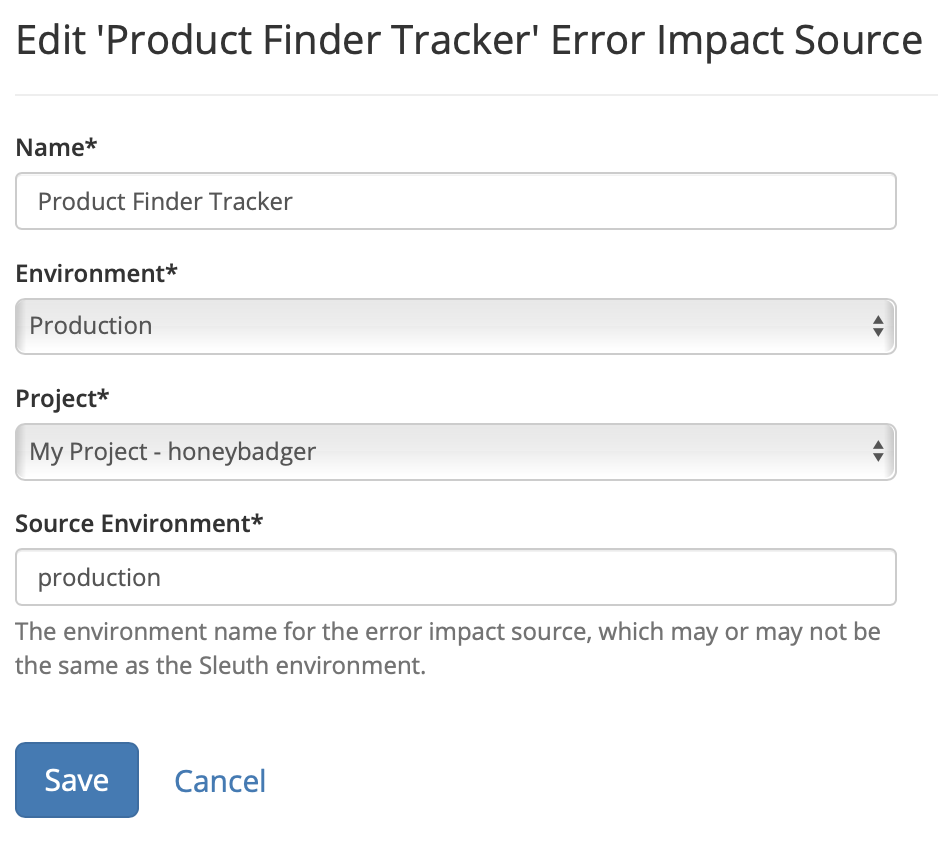 Edit 'Product Finder Tracker' Error Impact Source
Name*
Product Finder Tracker
Environment*
Production
Project*
My Project - honeybadger
Source Environment*
production
The environment name for the error impact source, which may or may not be
the same as the Sleuth environment.
Save
Cancel